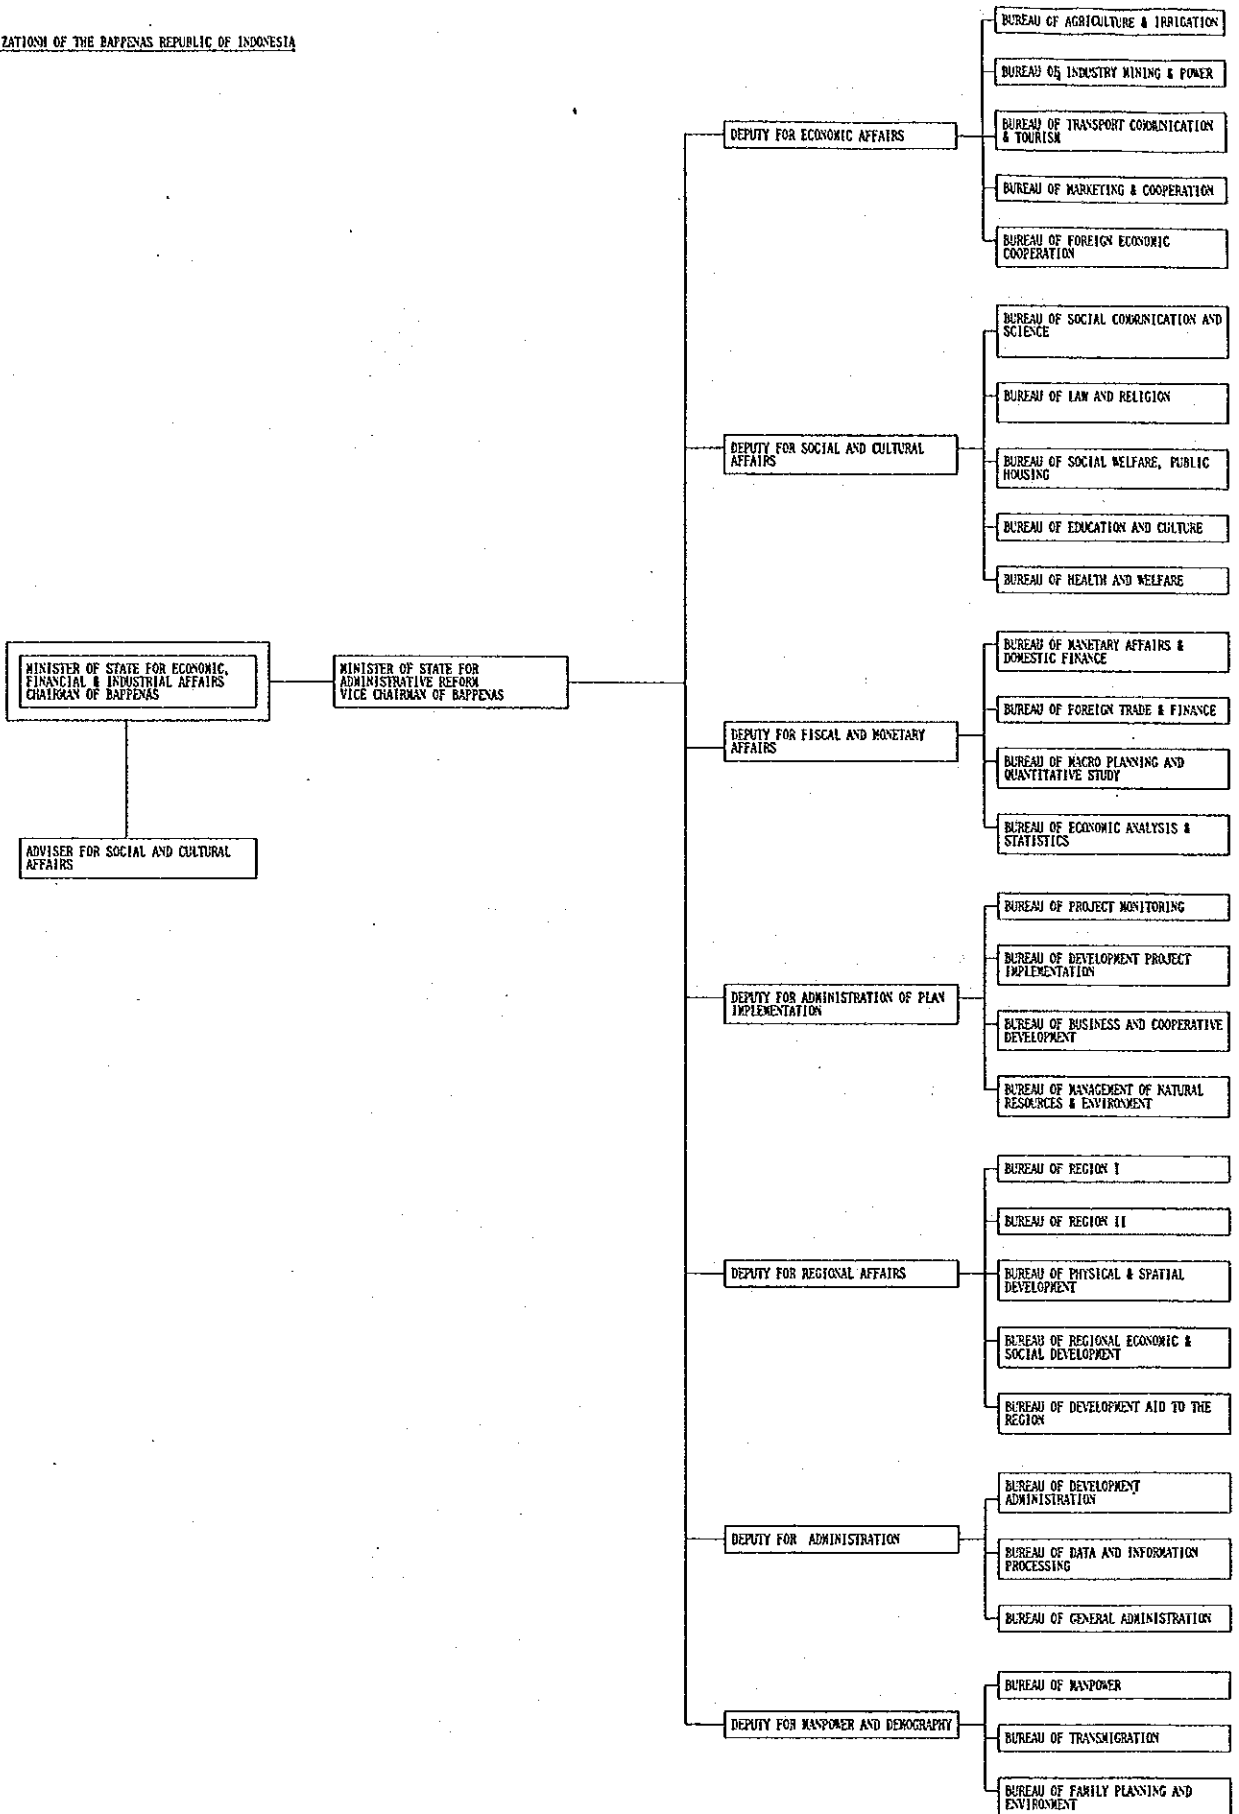 ZATIONM OF THE BAPPENAS REPUBLIC OF INDONESIA
MINISTER OF STATE FOR ECONOMIC,
FINANCIAL & INDUSTRIAL AFFAIRS
CHAIRMAN OF BAPPENAS
ADVISER FOR SOCIAL AND CULTURAL
AFFAIRS
MINISTER OF STATE FOR
ADMINISTRATIVE REFORM
VICE CHAIRMAN OF BAPPENAS
DEPUTY FOR ECONOMIC AFFAIRS
BUREAU OF AGRICULTURE & IRRIGATION
BUREAU OF INDUSTRY MINING & POWER
BUREAU OF TRANSPORT COMMUNICATION
& TOURISM
BUREAU OF MARKETING & COOPERATION
BUREAU OF FOREIGN ECONOMIC
COOPERATION
DEPUTY FOR SOCIAL AND CULTURAL
AFFAIRS
BUREAU OF SOCIAL COMMUNICATION AND
SCIENCE
BUREAU OF LAW AND RELIGION
BUREAU OF SOCIAL WELFARE, PUBLIC
HOUSING
BUREAU OF EDUCATION AND CULTURE
BUREAU OF HEALTH AND WELFARE
DEPUTY FOR FISCAL AND MONETARY
AFFAIRS
BUREAU OF MANETARY AFFAIRS &
DOMESTIC FINANCE
BUREAU OF FOREIGN TRADE & FINANCE
BUREAU OF MACRO PLANNING AND
QUANTITATIVE STUDY
BUREAU OF ECONOMIC ANALYSIS &
STATISTICS
DEPUTY FOR ADMINISTRATION OF PLAN
IMPLEMENTATION
BUREAU OF PROJECT MONITORING
BUREAU OF DEVELOPMENT PROJECT
IMPLEMENTATION
BUREAU OF BUSINESS AND COOPERATIVE
DEVELOPMENT
BUREAU OF MANAGEMENT OF NATURAL
RESOURCES & ENVIRONMENT
DEPUTY FOR REGIONAL AFFAIRS
BUREAU OF REGION I
BUREAU OF REGION II
BUREAU OF PHYSICAL & SPATIAL
DEVELOPMENT
BUREAU OF REGIONAL ECONOMIC &
SOCIAL DEVELOPMENT
BUREAU OF DEVELOPMENT AID TO THE
REGION
DEPUTY FOR ADMINISTRATION
BUREAU OF DEVELOPMENT
ADMINISTRATION
BUREAU OF DATA AND INFORMATION
PROCESSING
BUREAU OF GENERAL ADMINISTRATION
DEPUTY FOR MANPOWER AND DEMOGRAPHY
BUREAU OF MANPOWER
BUREAU OF TRANSMIGRATION
BUREAU OF FAMILY PLANNING AND
ENVIRONMENT